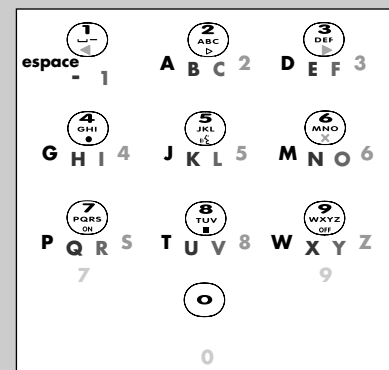 1 2 3
ABC DEF
espace - 1 A B C 2 D E F 3
4 5 6
GHI JKL MNO
G H I 4 J K L 5 M N O 6
7 8 9
PQRS TUV WXYZ
ON OFF
P Q R S T U V 8 W X Y Z
7 9
0
0